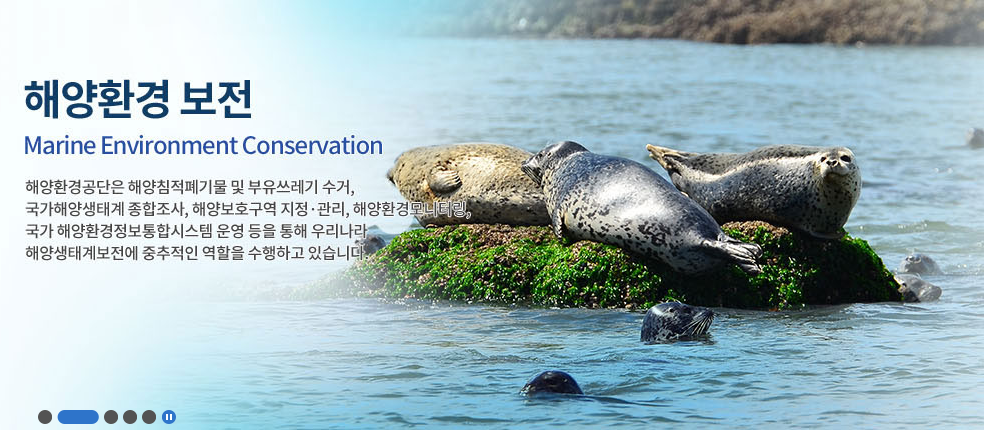 해양환경 보전
Marine Environment Conservation
해양환경공단은 해양침적폐기물 및 부유쓰레기 수거,
국가해양생태계 종합조사, 해양보호구역 지정·관리, 해양환경모니터링,
국가 해양환경정보통합시스템 운영 등을 통해 우리나라
해양생태계보전에 중추적인 역할을 수행하고 있습니다.